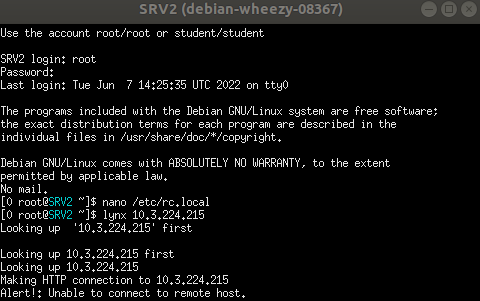 SRV2 (debian-wheezy-08367)
Use the account root/root or student/student
SRV2 login: root
Password:
Last login: Tue Jun  7 14:25:35 UTC 2022 on tty0
The programs included with the Debian GNU/Linux system are free software;
the exact distribution terms for each program are described in the
individual files in /usr/share/doc/*/copyright.
Debian GNU/Linux comes with ABSOLUTELY NO WARRANTY, to the extent
permitted by applicable law.
No mail.
[0 root@SRV2 ~]$ nano /etc/rc.local
[0 root@SRV2 ~]$ lynx 10.3.224.215
Looking up  '10.3.224.215' first
Looking up 10.3.224.215 first
Looking up 10.3.224.215
Making HTTP connection to 10.3.224.215
Alert!: Unable to connect to remote host.